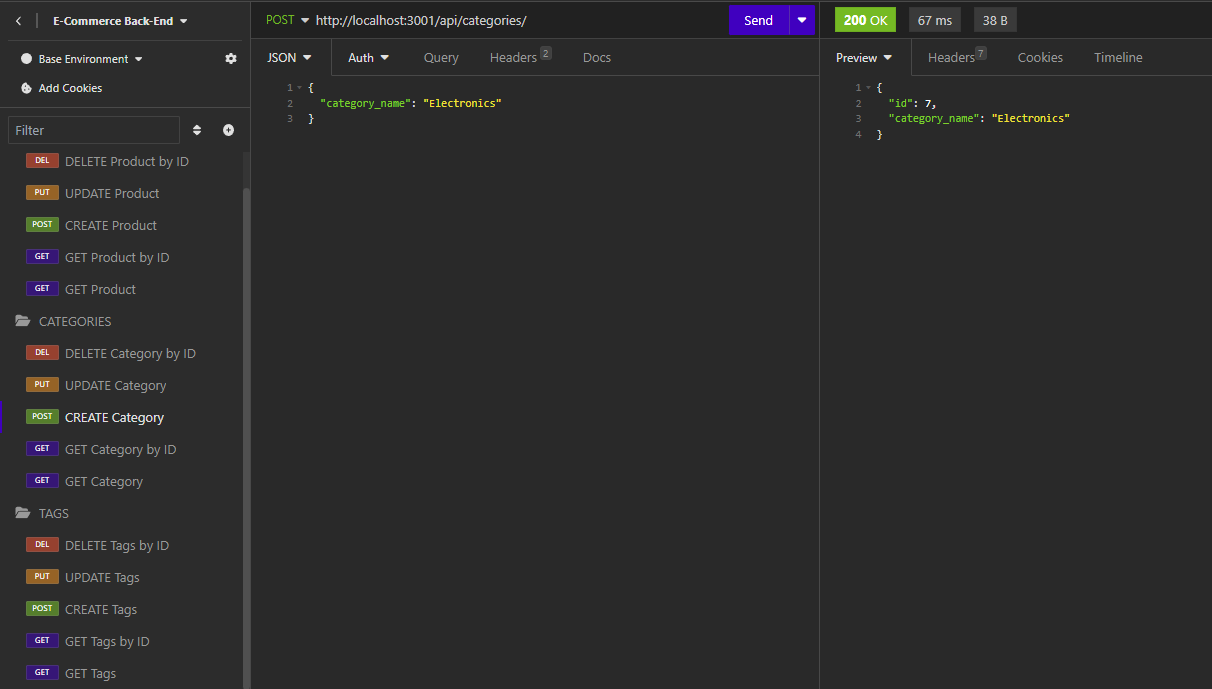 E-Commerce Back-End
Base Environment
Add Cookies
Filter
DEL DELETE Product by ID
PUT UPDATE Product
POST CREATE Product
GET GET Product by ID
GET GET Product
CATEGORIES
DEL DELETE Category by ID
PUT UPDATE Category
POST CREATE Category
GET GET Category by ID
GET GET Category
TAGS
DEL DELETE Tags by ID
PUT UPDATE Tags
POST CREATE Tags
GET GET Tags by ID
GET GET Tags
POST http://localhost:3001/api/categories/ Send
JSON Auth Query Headers 2 Docs
1 {
2 "category_name": "Electronics"
3 }
200 OK 67 ms 38 B
Preview Headers 7 Cookies Timeline
1 {
2 "id": 7,
3 "category_name": "Electronics"
4 }